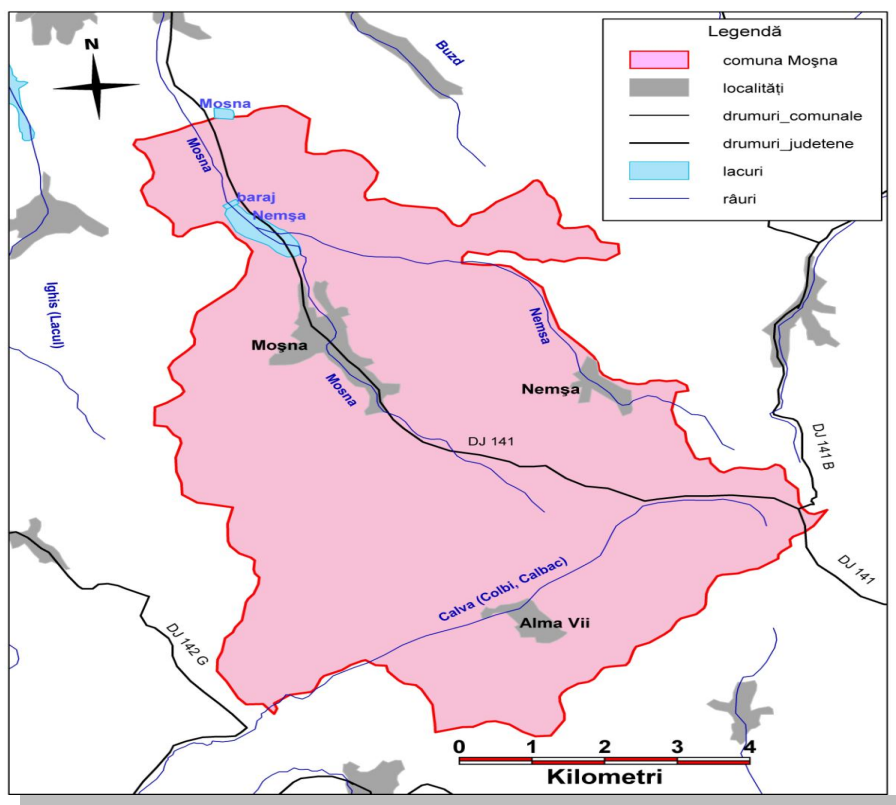 Legendă
comuna Moşna
localităţi
drumuri_comunale
drumuri_judetene
lacuri
râuri
N
Buzd
Mosna
Mosna
baraj
Nemşa
Ighis (Lacul)
Moşna
Mosna
Nemsa
Nemşa
DJ 141
DJ 141 B
DJ 141
Calva (Colbi, Calbac)
Alma Vii
DJ 142 G
0 1 2 3 4
Kilometri